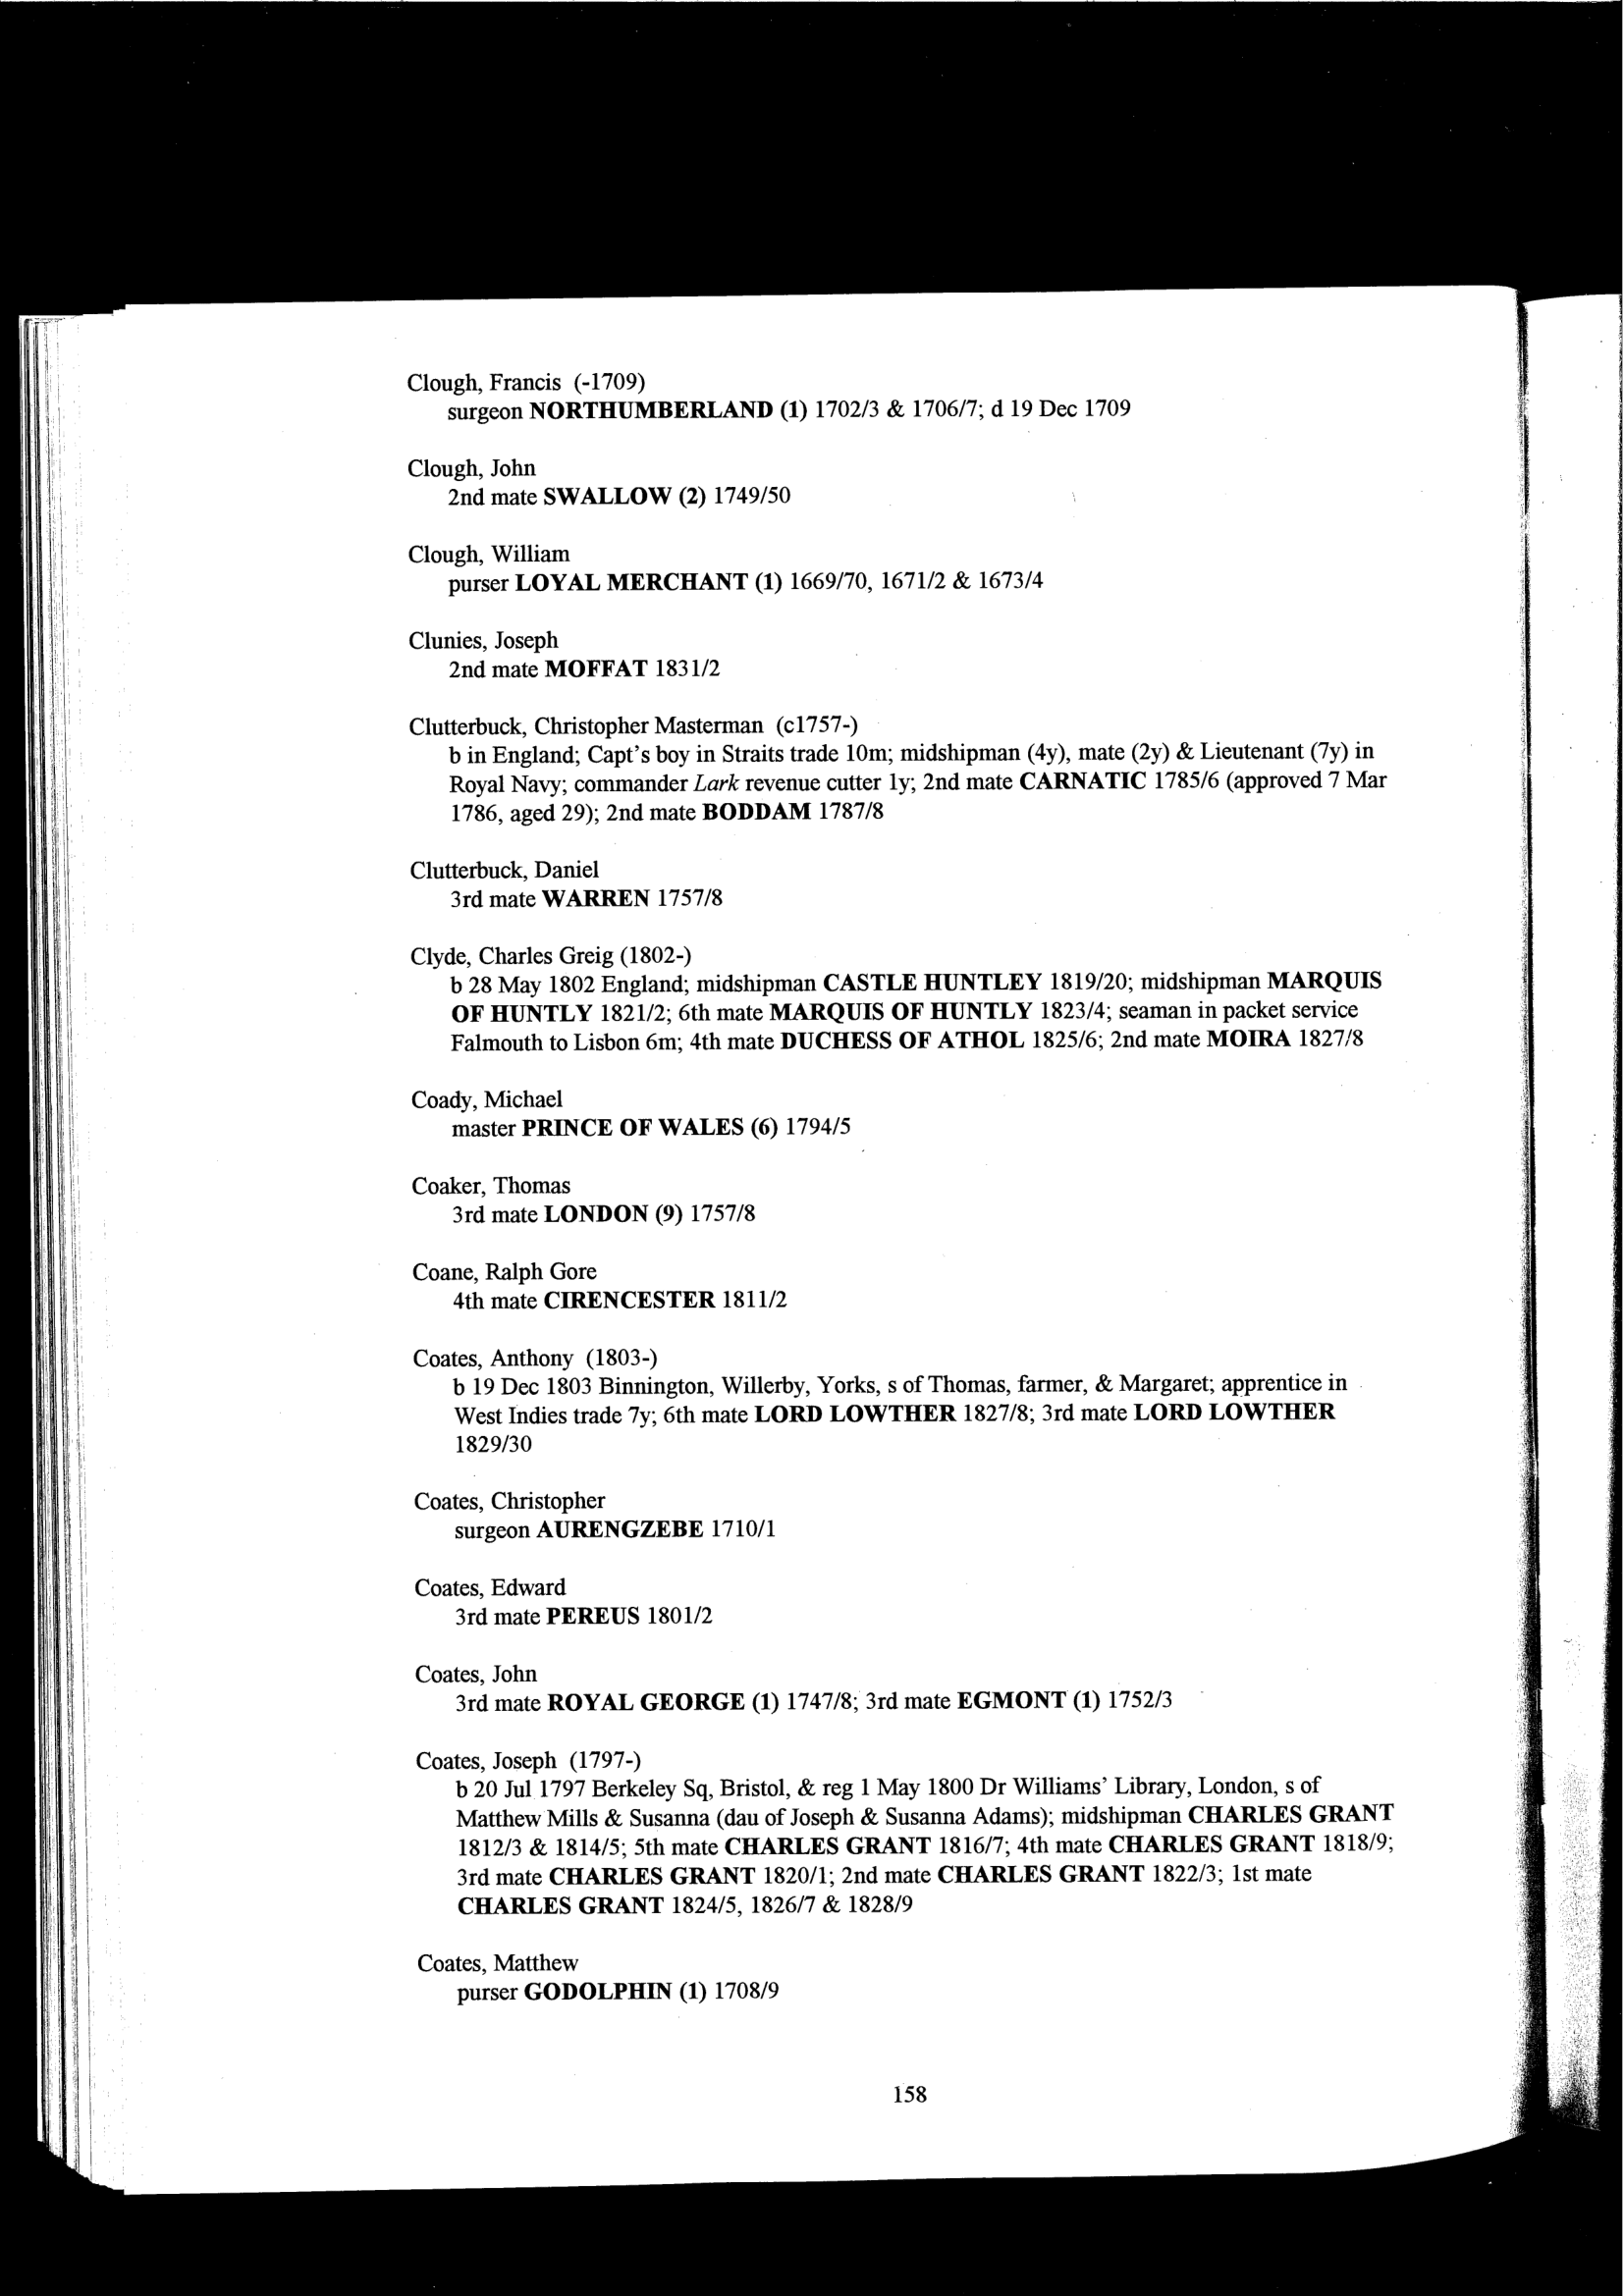 Clough, Francis (-1709)
surgeon NORTHUMBERLAND (1) 1702/3 & 1706/7; d 19 Dec 1709
Clough, John
2nd mate SWALLOW (2) 1749/50
Clough, William
purser LOYAL MERCHANT (1) 1669/70, 1671/2 & 1673/4
Clunies, Joseph
2nd mate MOFFAT 1831/2
Clutterbuck, Christopher Masterman (c1757-)
b in England; Capt's boy in Straits trade 10m; midshipman (4y), mate (2y) & Lieutenant (7y) in
Royal Navy; commander Lark revenue cutter 1y; 2nd mate CARNATIC 1785/6 (approved 7 Mar
1786, aged 29); 2nd mate BODDAM 1787/8
Clutterbuck, Daniel
3rd mate WARREN 1757/8
Clyde, Charles Greig (1802-)
b 28 May 1802 England; midshipman CASTLE HUNTLEY 1819/20; midshipman MARQUIS
OF HUNTLY 1821/2; 6th mate MARQUIS OF HUNTLY 1823/4; seaman in packet service
Falmouth to Lisbon 6m; 4th mate DUCHESS OF ATHOL 1825/6; 2nd mate MOIRA 1827/8
Coady, Michael
master PRINCE OF WALES (6) 1794/5
Coaker, Thomas
3rd mate LONDON (9) 1757/8
Coane, Ralph Gore
4th mate CIRENCESTER 1811/2
Coates, Anthony (1803-)
b 19 Dec 1803 Binnington, Willerby, Yorks, s of Thomas, farmer, & Margaret; apprentice in
West Indies trade 7y; 6th mate LORD LOWTHER 1827/8; 3rd mate LORD LOWTHER
1829/30
Coates, Christopher
surgeon AURENGZEBE 1710/1
Coates, Edward
3rd mate PEREUS 1801/2
Coates, John
3rd mate ROYAL GEORGE (1) 1747/8; 3rd mate EGMONT (1) 1752/3
Coates, Joseph (1797-)
b 20 Jul 1797 Berkeley Sq, Bristol, & reg 1 May 1800 Dr Williams' Library, London, s of
Matthew Mills & Susanna (dau of Joseph & Susanna Adams); midshipman CHARLES GRANT
1812/3 & 1814/5; 5th mate CHARLES GRANT 1816/7; 4th mate CHARLES GRANT 1818/9;
3rd mate CHARLES GRANT 1820/1; 2nd mate CHARLES GRANT 1822/3; 1st mate
CHARLES GRANT 1824/5, 1826/7 & 1828/9
Coates, Matthew
purser GODOLPHIN (1) 1708/9
158